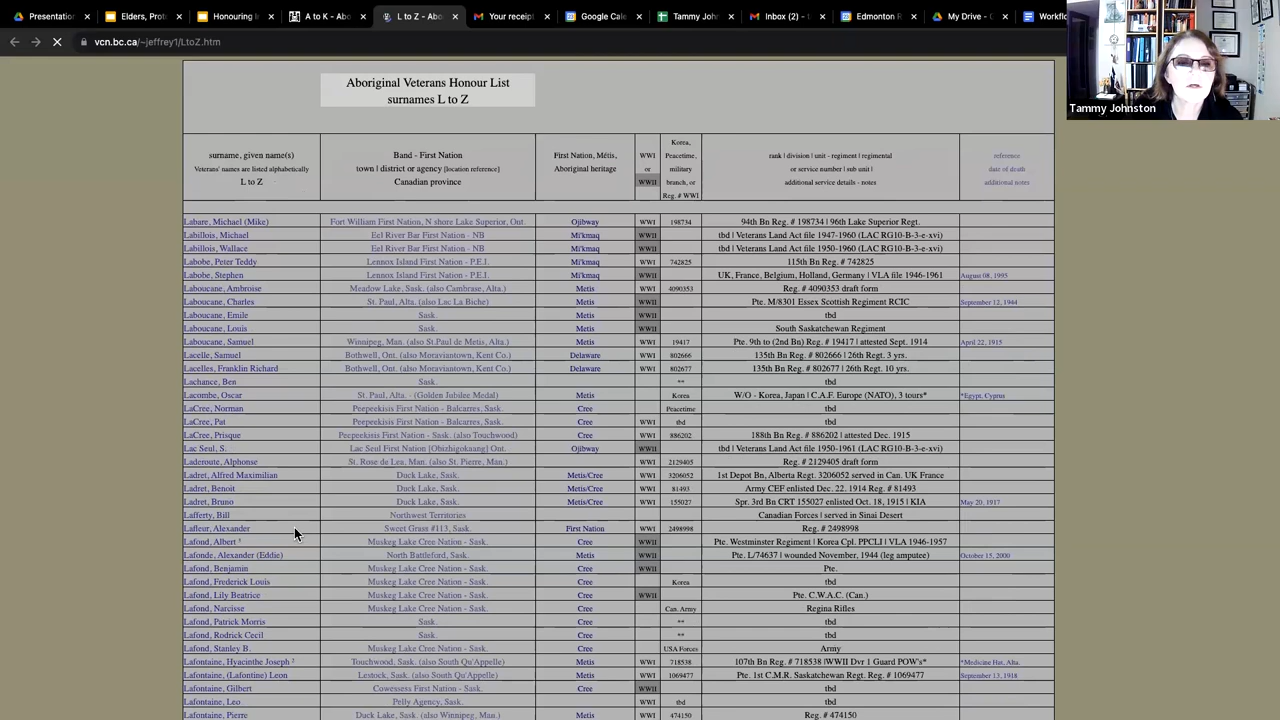 Presentation
Elders, Prot
Honouring l
A to K - Abo
L to Z - Abo
Your receipt
Google Cale
Tammy John
Inbox (2) - t
Edmonton R
My Drive - G
Workflo
vcn.bc.ca/~jeffrey1/LtoZ.htm
Tammy Johnston
Aboriginal Veterans Honour List
surnames L to Z
surname, given name(s)
Veterans' names are listed alphabetically
L to Z
Band - First Nation
town | district or agency [location reference]
Canadian province
First Nation, Métis,
Aboriginal heritage
WWI
or
WWII
Korea,
Peacetime,
military
branch, or
Reg. # WWI
rank | division | unit - regiment | regimental
or service number | sub unit |
additional service details - notes
reference
date of death
additional notes
Labare, Michael (Mike) Fort William First Nation, N shore Lake Superior, Ont. Ojibway WWI 198734 94th Bn Reg. # 198734 | 96th Lake Superior Regt.
Labillois, Michael Eel River Bar First Nation - NB Mi'kmaq WWII tbd | Veterans Land Act file 1947-1960 (LAC RG10-B-3-e-xvi)
Labillois, Wallace Eel River Bar First Nation - NB Mi'kmaq WWII tbd | Veterans Land Act file 1950-1960 (LAC RG10-B-3-e-xvi)
Labobe, Peter Teddy Lennox Island First Nation - P.E.I. Mi'kmaq WWI 742825 115th Bn Reg. # 742825
Labobe, Stephen Lennox Island First Nation - P.E.I. Mi'kmaq WWII UK, France, Belgium, Holland, Germany | VLA file 1946-1961 August 08, 1995
Laboucane, Ambroise Meadow Lake, Sask. (also Cambrase, Alta.) Metis WWI 4090353 Reg. # 4090353 draft form
Laboucane, Charles St. Paul, Alta. (also Lac La Biche) Metis WWII Pte. M/8301 Essex Scottish Regiment RCIC September 12, 1944
Laboucane, Emile Sask. Metis WWII tbd
Laboucane, Louis Sask. Metis WWII South Saskatchewan Regiment
Laboucane, Samuel Winnipeg, Man. (also St.Paul de Metis, Alta.) Metis WWI 19417 Pte. 9th to (2nd Bn) Reg. # 19417 | attested Sept. 1914 April 22, 1915
Lacelle, Samuel Bothwell, Ont. (also Moraviantown, Kent Co.) Delaware WWI 802666 135th Bn Reg. # 802666 | 26th Regt. 3 yrs.
Lacelles, Franklin Richard Bothwell, Ont. (also Moraviantown, Kent Co.) Delaware WWI 802677 135th Bn Reg. # 802677 | 26th Regt. 10 yrs.
Lachance, Ben Sask. ** tbd
Lacombe, Oscar St. Paul, Alta. - (Golden Jubilee Medal) Metis Korea W/O - Korea, Japan | C.A.F. Europe (NATO), 3 tours* *Egypt, Cyprus
LaCree, Norman Peepeekisis First Nation - Balcarres, Sask. Cree Peacetime tbd
LaCree, Pat Peepeekisis First Nation - Balcarres, Sask. Cree WWI tbd tbd
LaCree, Prisque Peepeekisis First Nation - Sask. (also Touchwood) Cree WWI 886202 188th Bn Reg. # 886202 | attested Dec. 1915
Lac Seul, S. Lac Seul First Nation [Obizhigokaang] Ont. Ojibway WWII tbd | Veterans Land Act file 1950-1961 (LAC RG10-B-3-e-xvi)
Laderoute, Alphonse St. Rose de Lea, Man. (also St. Pierre, Man.) WWI 2129405 Reg. # 2129405 draft form
Ladret, Alfred Maximilian Duck Lake, Sask. Metis/Cree WWI 3206052 1st Depot Bn, Alberta Regt. 3206052 served in Can. UK France
Ladret, Benoit Duck Lake, Sask. Metis/Cree WWI 81493 Army CEF enlisted Dec. 22, 1914 Reg. # 81493
Ladret, Bruno Duck Lake, Sask. Metis/Cree WWI 155027 Spr. 3rd Bn CRT 155027 enlisted Oct. 18, 1915 | KIA May 20, 1917
Lafferty, Bill Northwest Territories Canadian Forces | served in Sinai Desert
Lafleur, Alexander Sweet Grass #113, Sask. First Nation WWI 2498998 Reg. # 2498998
Lafond, Albert ¹ Muskeg Lake Cree Nation - Sask. Cree WWII Pte. Westminster Regiment | Korea Cpl. PPCLI | VLA 1946-1957
Lafonde, Alexander (Eddie) North Battleford, Sask. Metis WWII Pte. L/74637 | wounded November, 1944 (leg amputee) October 15, 2000
Lafond, Benjamin Muskeg Lake Cree Nation - Sask. Cree WWII Pte.
Lafond, Frederick Louis Muskeg Lake Cree Nation - Sask. Cree Korea tbd
Lafond, Lily Beatrice Muskeg Lake Cree Nation - Sask. Cree WWII Pte. C.W.A.C. (Can.)
Lafond, Narcisse Muskeg Lake Cree Nation - Sask. Cree Can. Army Regina Rifles
Lafond, Patrick Morris Sask. Cree ** tbd
Lafond, Rodrick Cecil Sask. Cree ** tbd
Lafond, Stanley B. Muskeg Lake Cree Nation - Sask. Cree USA Forces Army
Lafontaine, Hyacinthe Joseph ² Touchwood, Sask. (also South Qu'Appelle) Metis WWI 718538 107th Bn Reg. # 718538 |WWII Dvr 1 Guard POW's* *Medicine Hat, Alta.
Lafontaine, (Lafontine) Leon Lestock, Sask. (also South Qu'Appelle) Metis WWI 1069477 Pte. 1st C.M.R. Saskatchewan Regt. Reg. # 1069477 September 13, 1918
Lafontaine, Gilbert Cowessess First Nation - Sask. Cree WWII tbd
Lafontaine, Leo Pelly Agency, Sask. WWI tbd tbd
Lafontaine, Pierre Duck Lake, Sask. (also Winnipeg, Man.) Metis WWI 474150 Reg. # 474150